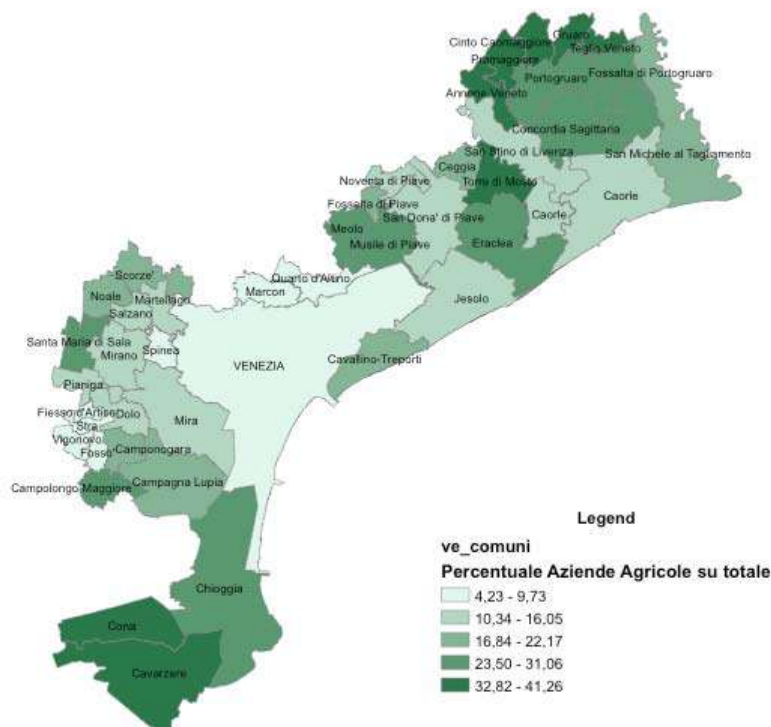 Cinto Caomaggiore
Gruaro
Teglio Veneto
Pramaggiore
Portogruaro
Fossalta di Portogruaro
Annone Veneto
Concordia Sagittaria
San Stino di Livenza
San Michele al Tagliamento
Ceggia
Noventa di Piave
Torre di Mosto
Caorle
Caorle
Fossalta di Piave
San Dona' di Piave
Meolo
Musile di Piave
Eraclea
Quarto d'Altino
Marcon
Jesolo
Scorze'
Noale
Martellago
Salzano
Santa Maria di Sala
Mirano
Spinea
VENEZIA
Cavallino-Treporti
Pianiga
Fiesso d'Artico
Dolo
Mira
Stra
Vigonovo
Fosso'
Camponogara
Campolongo Maggiore
Campagna Lupia
Chioggia
Cona
Cavarzere
Legend
ve_comuni
Percentuale Aziende Agricole su totale
4,23 - 9,73
10,34 - 16,05
16,84 - 22,17
23,50 - 31,06
32,82 - 41,26